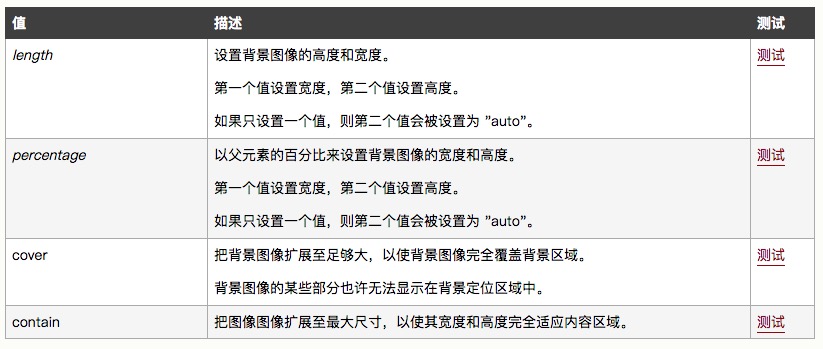 值 描述 测试
length 设置背景图像的高度和宽度。 测试
第一个值设置宽度，第二个值设置高度。
如果只设置一个值，则第二个值会被设置为 "auto"。
percentage 以父元素的百分比来设置背景图像的宽度和高度。 测试
第一个值设置宽度，第二个值设置高度。
如果只设置一个值，则第二个值会被设置为 "auto"。
cover 把背景图像扩展至足够大，以使背景图像完全覆盖背景区域。 测试
背景图像的某些部分也许无法显示在背景定位区域中。
contain 把图像图像扩展至最大尺寸，以使其宽度和高度完全适应内容区域。 测试